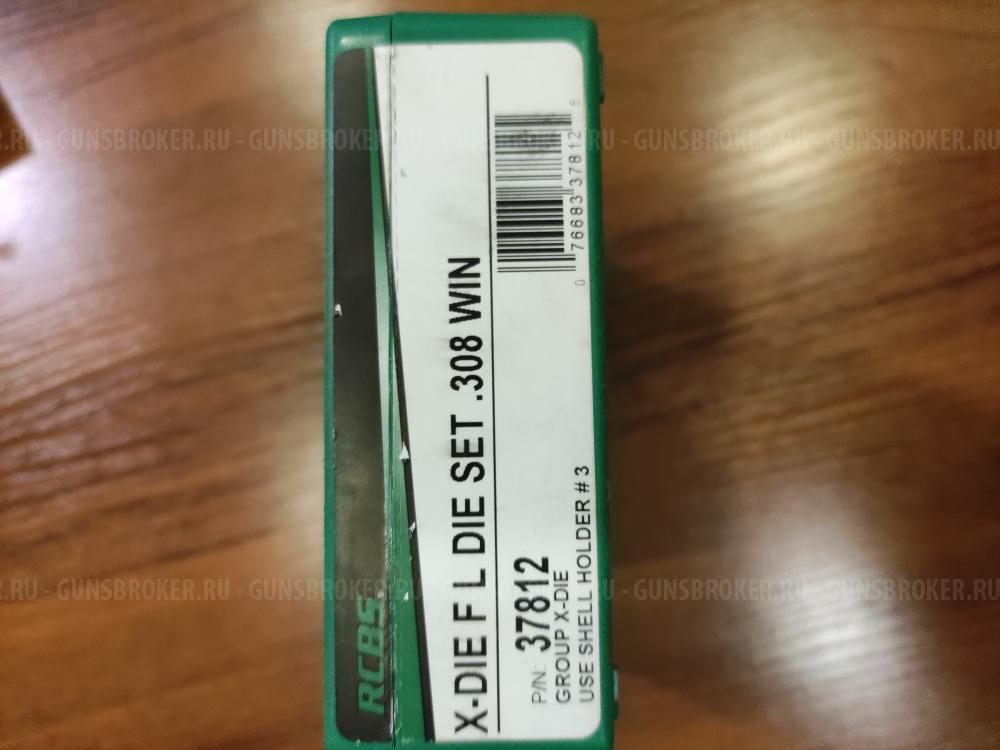 RCBS
X-DIE F L DIE SET .308 WIN
P/N: 37812
GROUP X-DIE
USE SHELL HOLDER #3
0 76683 37812 5
.RU - GUNSBROKER.RU - GUNSBROKER.RU - GUNSBROKER.RU - GUNSBROKER.RU - GUNSBROKER.R
.RU - GUNSBROKER.RU - GUNSBROKER.RU - GUNSBROKER.RU - GUNSBROKER.RU - GUNSBROKER.R